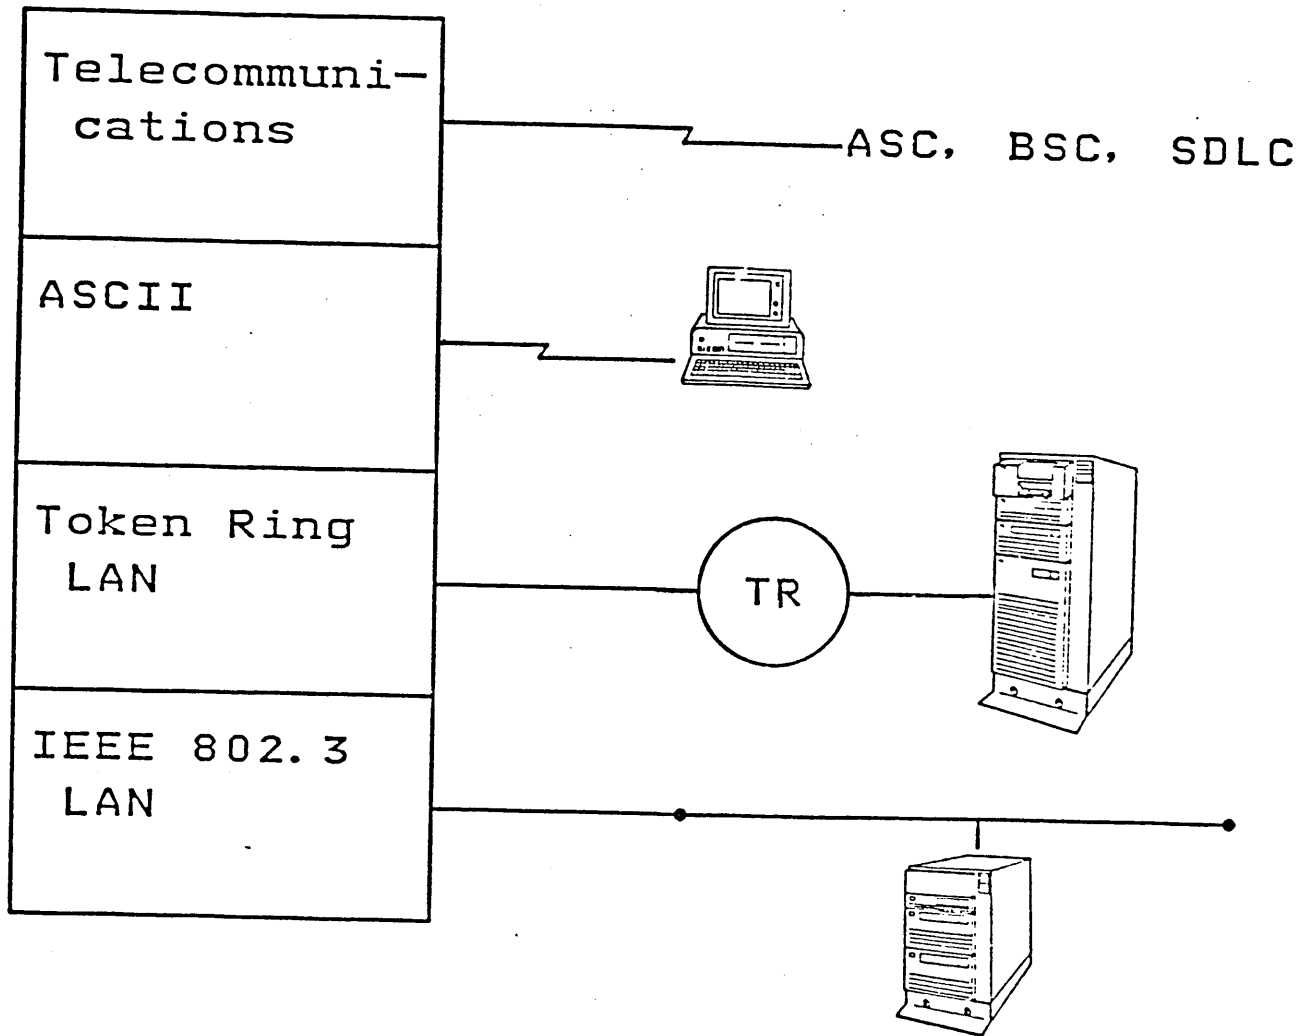 Telecommuni-
cations
ASC, BSC, SDLC
ASCII
Token Ring
LAN
TR
IEEE 802.3
LAN